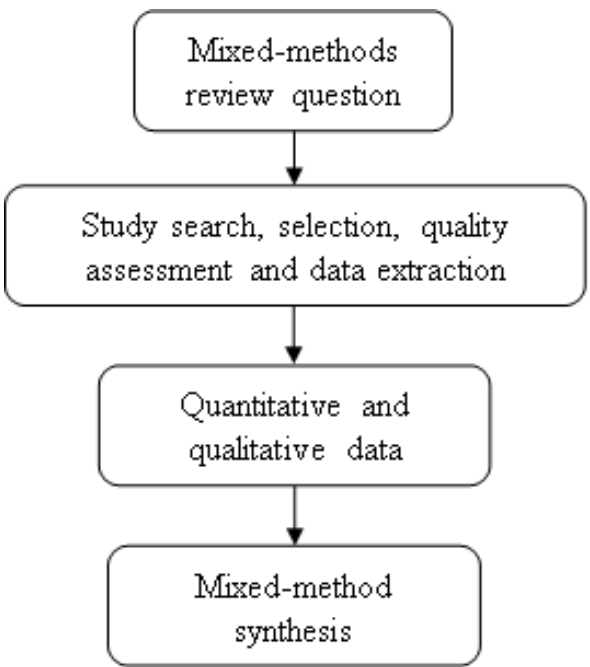 Mixed-methods
review question
Study search, selection, quality
assessment and data extraction
Quantitative and
qualitative data
Mixed-method
synthesis